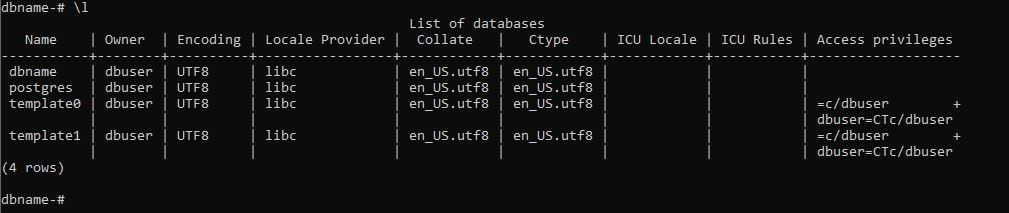 dbname-# \l
                                                   List of databases
   Name    | Owner  | Encoding | Locale Provider |  Collate   |   Ctype    | ICU Locale | ICU Rules | Access privileges
-----------+--------+----------+-----------------+------------+------------+------------+-----------+-------------------
 dbname    | dbuser | UTF8     | libc            | en_US.utf8 | en_US.utf8 |            |           |
 postgres  | dbuser | UTF8     | libc            | en_US.utf8 | en_US.utf8 |            |           |
 template0 | dbuser | UTF8     | libc            | en_US.utf8 | en_US.utf8 |            |           | =c/dbuser        +
           |        |          |                 |            |            |            |           | dbuser=CTc/dbuser
 template1 | dbuser | UTF8     | libc            | en_US.utf8 | en_US.utf8 |            |           | =c/dbuser        +
           |        |          |                 |            |            |            |           | dbuser=CTc/dbuser
(4 rows)
dbname-#